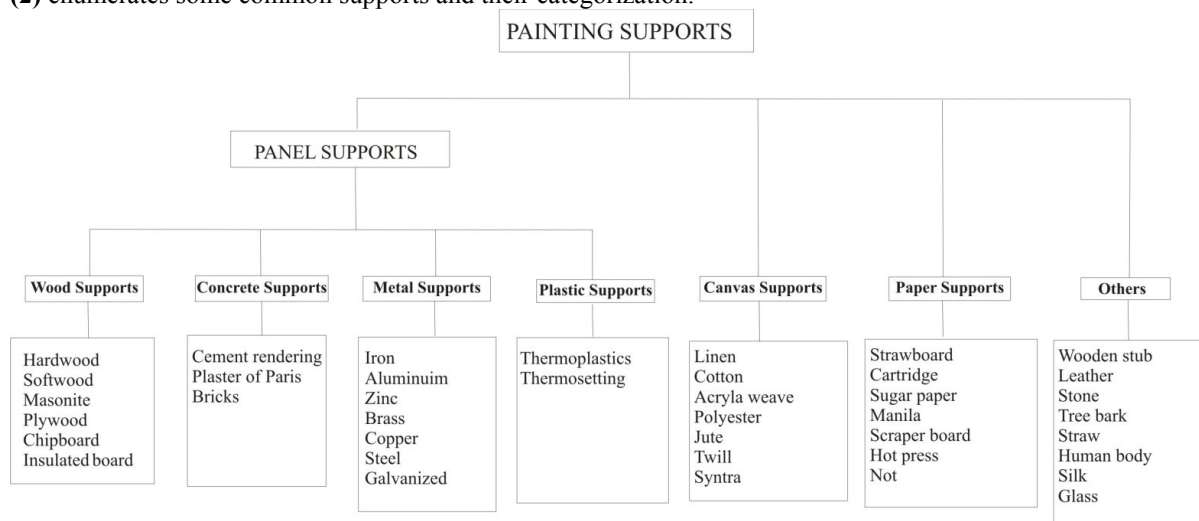 (2) enumerates some common supports and their categorization.
PAINTING SUPPORTS
PANEL SUPPORTS
Wood Supports
Hardwood
Softwood
Masonite
Plywood
Chipboard
Insulated board
Concrete Supports
Cement rendering
Plaster of Paris
Bricks
Metal Supports
Iron
Aluminuim
Zinc
Brass
Copper
Steel
Galvanized
Plastic Supports
Thermoplastics
Thermosetting
Canvas Supports
Linen
Cotton
Acryla weave
Polyester
Jute
Twill
Syntra
Paper Supports
Strawboard
Cartridge
Sugar paper
Manila
Scraper board
Hot press
Not
Others
Wooden stub
Leather
Stone
Tree bark
Straw
Human body
Silk
Glass